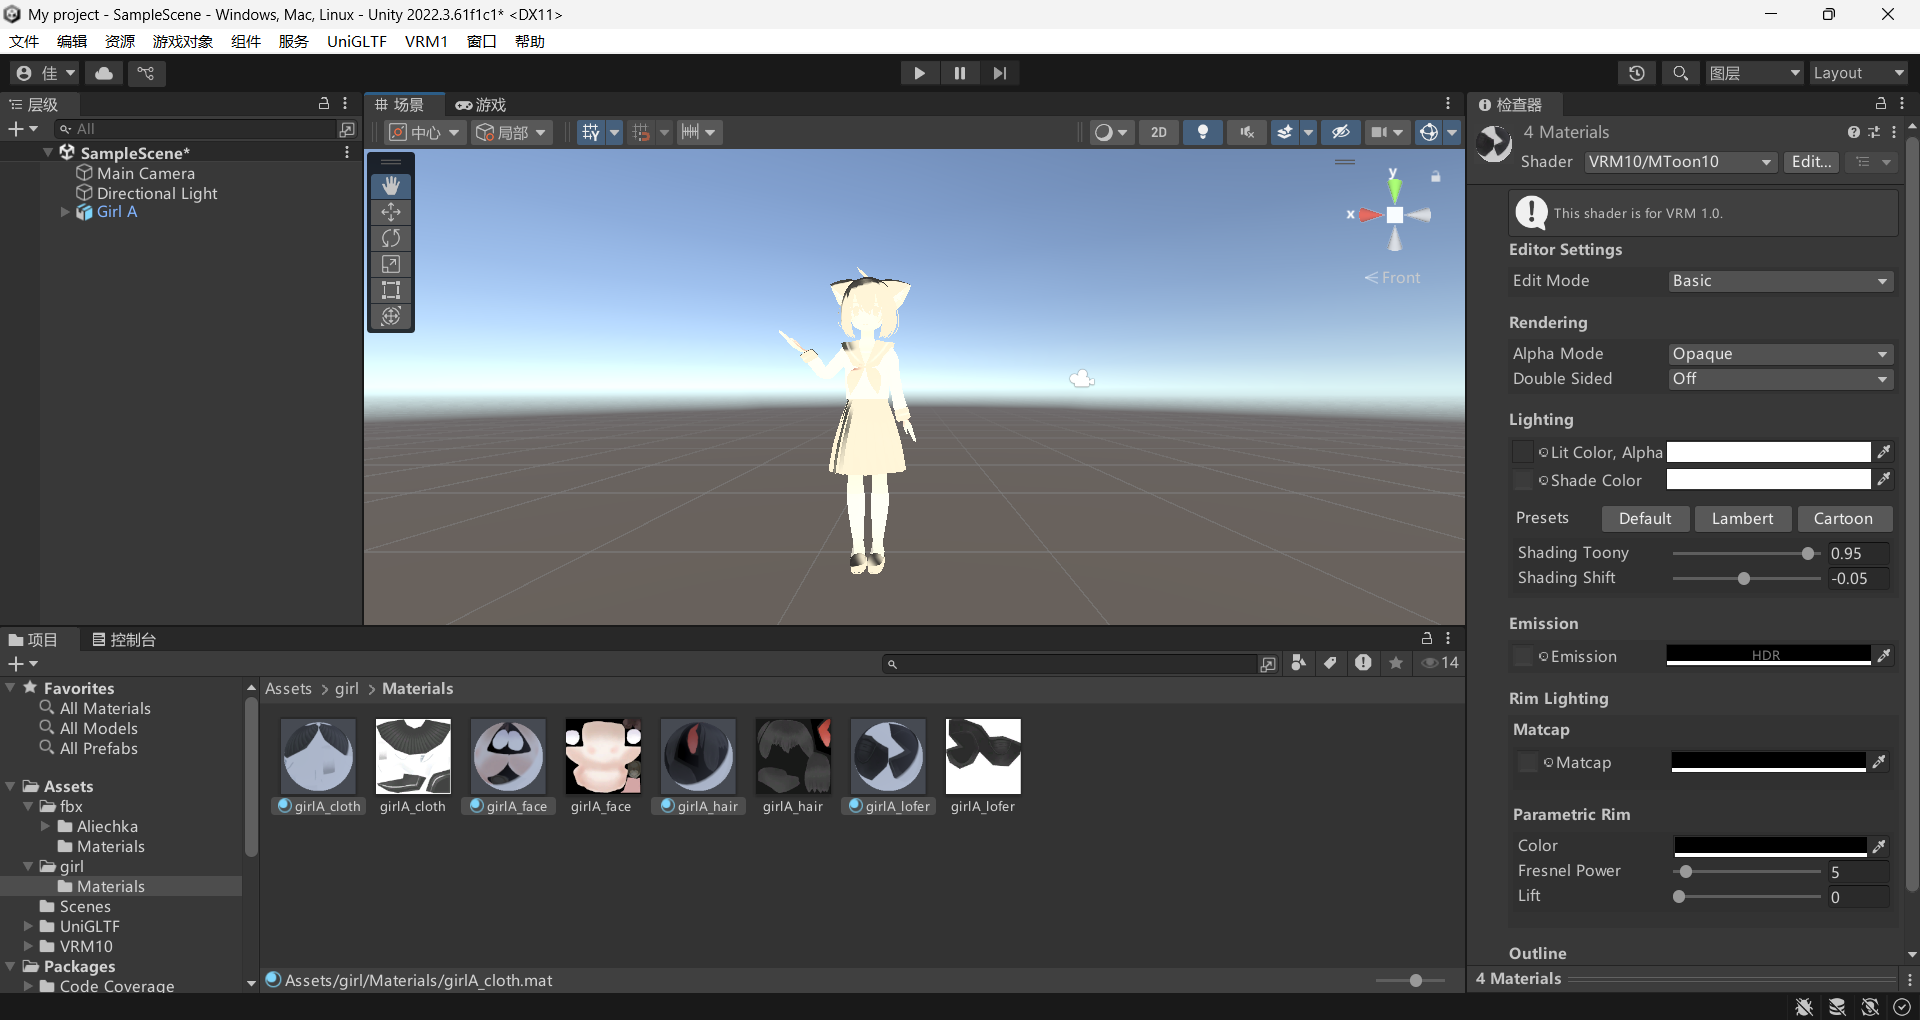 My project - SampleScene - Windows, Mac, Linux - Unity 2022.3.61f1c1* <DX11>
文件 编辑 资源 游戏对象 组件 服务 UniGLTF VRM1 窗口 帮助
佳
图层
Layout
层级
All
SampleScene*
Main Camera
Directional Light
Girl A
场景
游戏
中心
局部
2D
y
x
Front
检查器
4 Materials
Shader
VRM10/MToon10
Edit...
This shader is for VRM 1.0.
Editor Settings
Edit Mode
Basic
Rendering
Alpha Mode
Opaque
Double Sided
Off
Lighting
Lit Color, Alpha
Shade Color
Presets
Default
Lambert
Cartoon
Shading Toony
0.95
Shading Shift
-0.05
Emission
Emission
HDR
Rim Lighting
Matcap
Matcap
Parametric Rim
Color
Fresnel Power
5
Lift
0
Outline
4 Materials
项目
控制台
14
Favorites
All Materials
All Models
All Prefabs
Assets
fbx
Aliechka
Materials
girl
Materials
Scenes
UniGLTF
VRM10
Packages
Code Coverage
Assets > girl > Materials
girlA_cloth
girlA_cloth
girlA_face
girlA_face
girlA_hair
girlA_hair
girlA_lofer
girlA_lofer
Assets/girl/Materials/girlA_cloth.mat